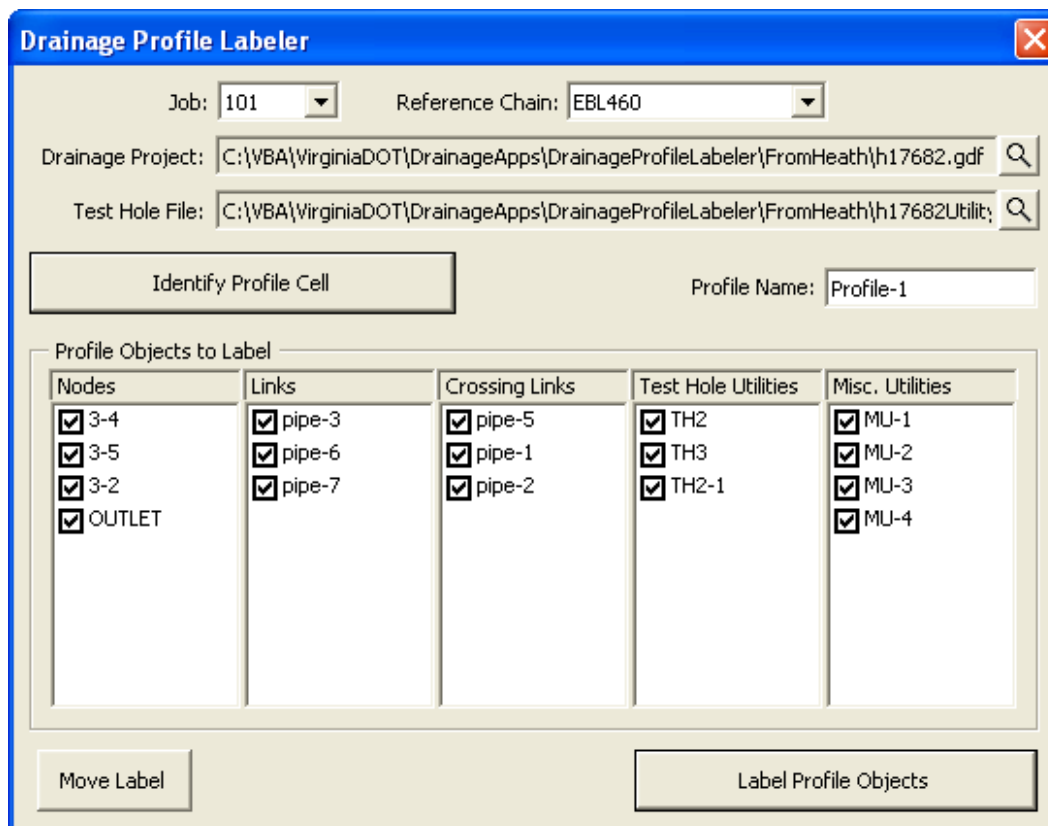 Drainage Profile Labeler
Job: 101 Reference Chain: EBL460
Drainage Project: C:\VBA\VirginiaDOT\DrainageApps\DrainageProfileLabeler\FromHeath\h17682.gdf
Test Hole File: C:\VBA\VirginiaDOT\DrainageApps\DrainageProfileLabeler\FromHeath\h17682Utility
Identify Profile Cell Profile Name: Profile-1
Profile Objects to Label
Nodes Links Crossing Links Test Hole Utilities Misc. Utilities
3-4 pipe-3 pipe-5 TH2 MU-1
3-5 pipe-6 pipe-1 TH3 MU-2
3-2 pipe-7 pipe-2 TH2-1 MU-3
OUTLET MU-4
Move Label Label Profile Objects